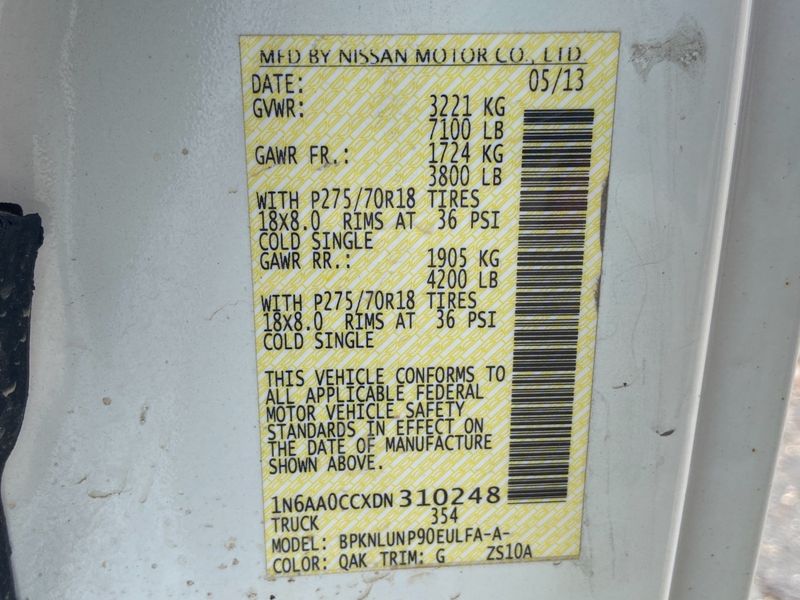 MFD BY NISSAN MOTOR CO., LTD
DATE: 05/13
GVWR: 3221 KG
7100 LB
GAWR FR.: 1724 KG
3800 LB
WITH P275/70R18 TIRES
18X8.0 RIMS AT 36 PSI
COLD SINGLE
GAWR RR.: 1905 KG
4200 LB
WITH P275/70R18 TIRES
18X8.0 RIMS AT 36 PSI
COLD SINGLE
THIS VEHICLE CONFORMS TO
ALL APPLICABLE FEDERAL
MOTOR VEHICLE SAFETY
STANDARDS IN EFFECT ON
THE DATE OF MANUFACTURE
SHOWN ABOVE.
1N6AA0CCXDN310248
TRUCK 354
MODEL: BPKNLUNP90EULFA-A-
COLOR: QAK TRIM: G ZS10A